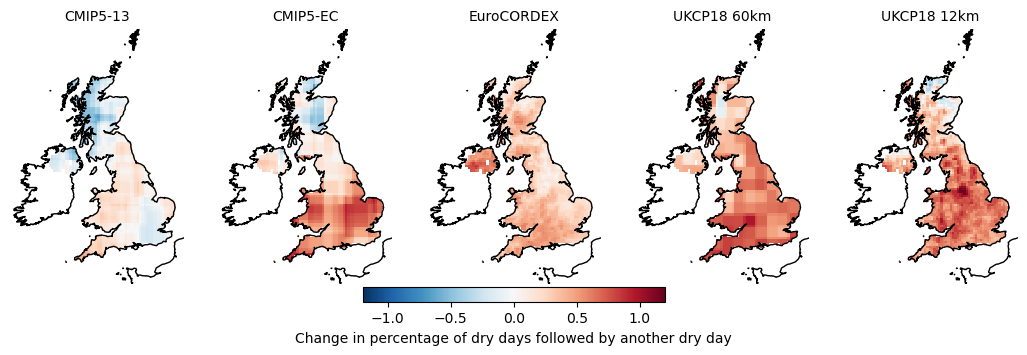 CMIP5-13 CMIP5-EC EuroCORDEX UKCP18 60km UKCP18 12km
−1.0 −0.5 0.0 0.5 1.0
Change in percentage of dry days followed by another dry day